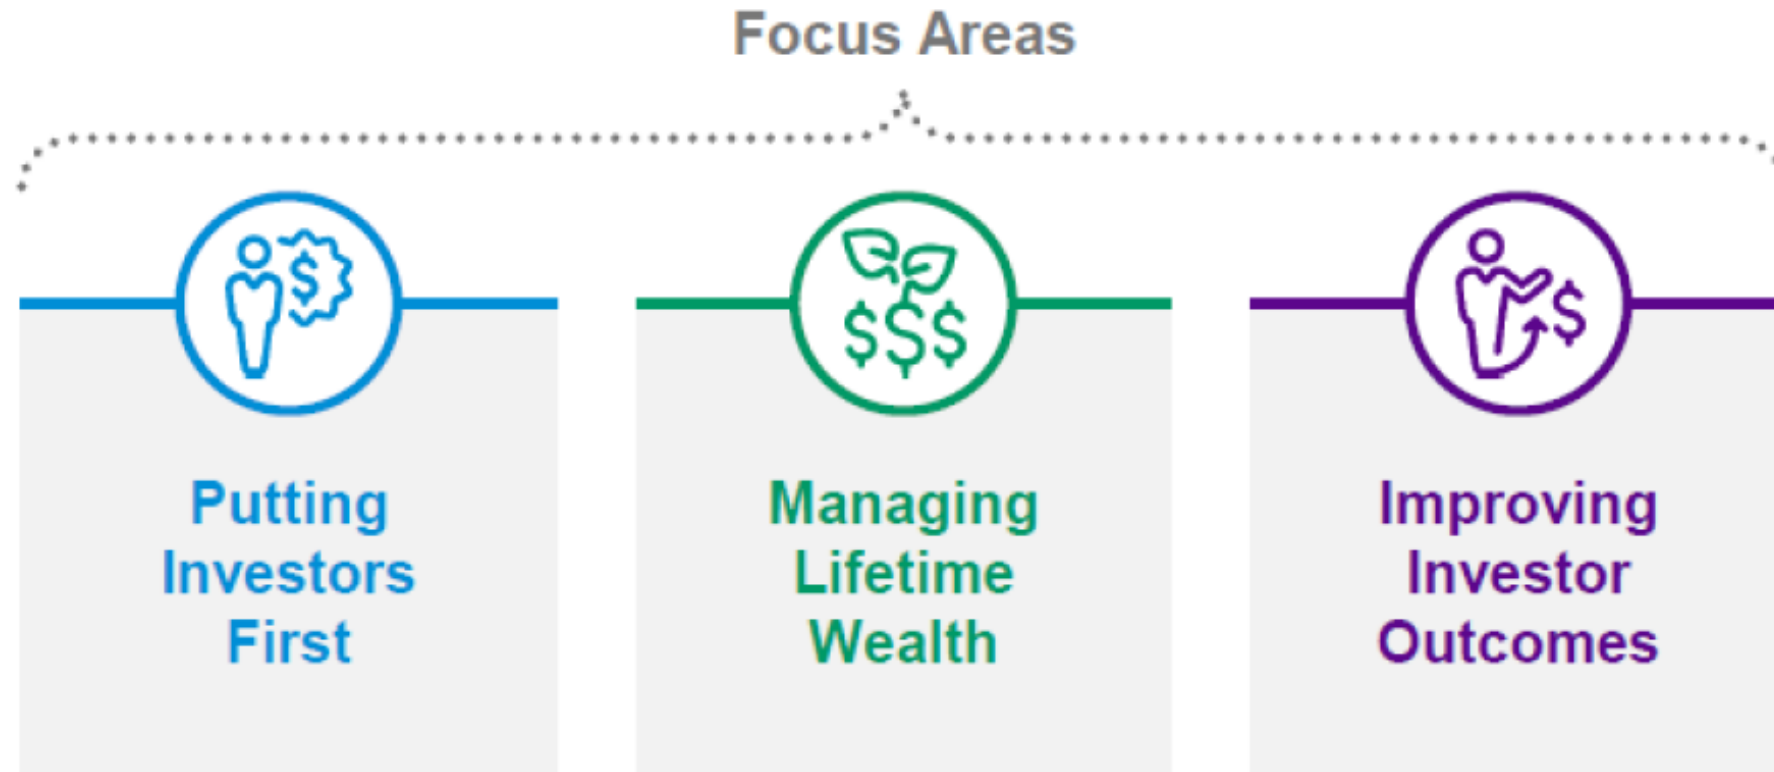 Focus Areas
$
$$$
$
Putting
Investors
First
Managing
Lifetime
Wealth
Improving
Investor
Outcomes